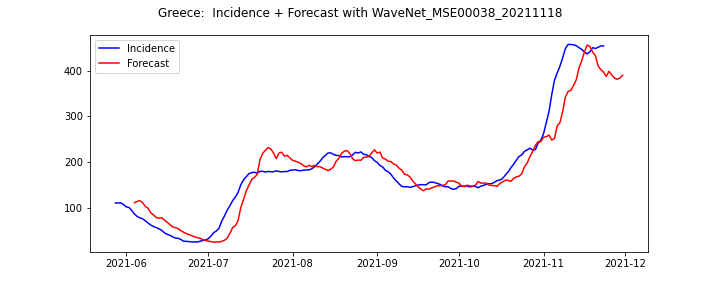 Greece:  Incidence + Forecast with WaveNet_MSE00038_20211118
Incidence
Forecast
400
300
200
100
2021-06 2021-07 2021-08 2021-09 2021-10 2021-11 2021-12